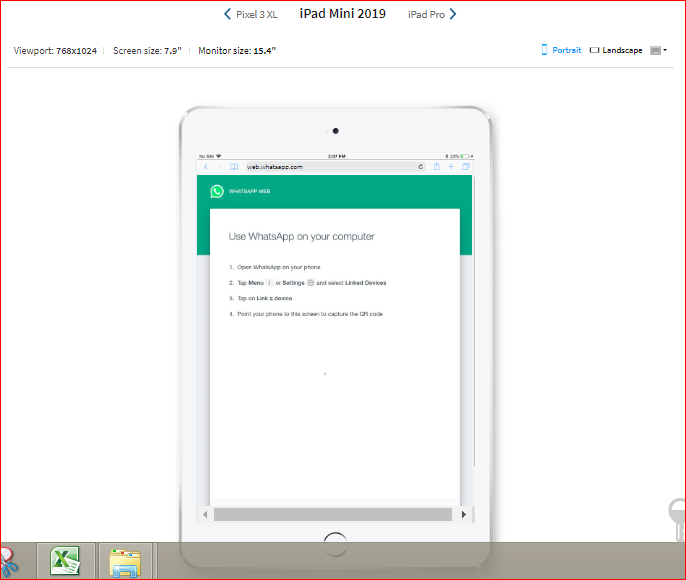 Pixel 3 XL iPad Mini 2019 iPad Pro
Viewport: 768x1024 Screen size: 7.9" Monitor size: 15.4" Portrait Landscape
No SIM 2:07 PM 23%
web.whatsapp.com
WHATSAPP WEB
Use WhatsApp on your computer
1. Open WhatsApp on your phone
2. Tap Menu or Settings and select Linked Devices
3. Tap on Link a device
4. Point your phone to this screen to capture the QR code